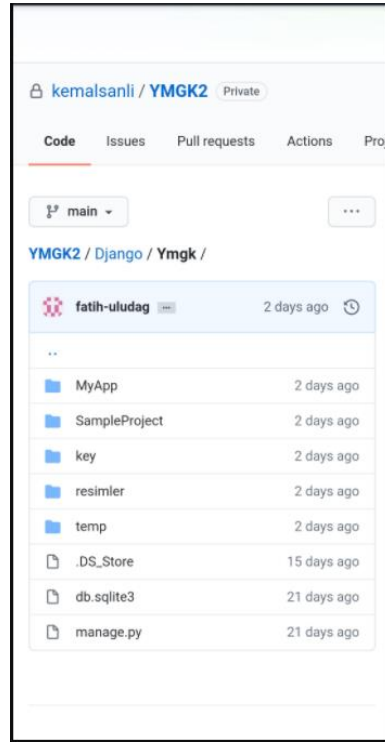 kemalsanli / YMGK2 Private
Code Issues Pull requests Actions
main ...
YMGK2 / Django / Ymgk /
fatih-uludag ... 2 days ago
..
MyApp 2 days ago
SampleProject 2 days ago
key 2 days ago
resimler 2 days ago
temp 2 days ago
.DS_Store 15 days ago
db.sqlite3 21 days ago
manage.py 21 days ago